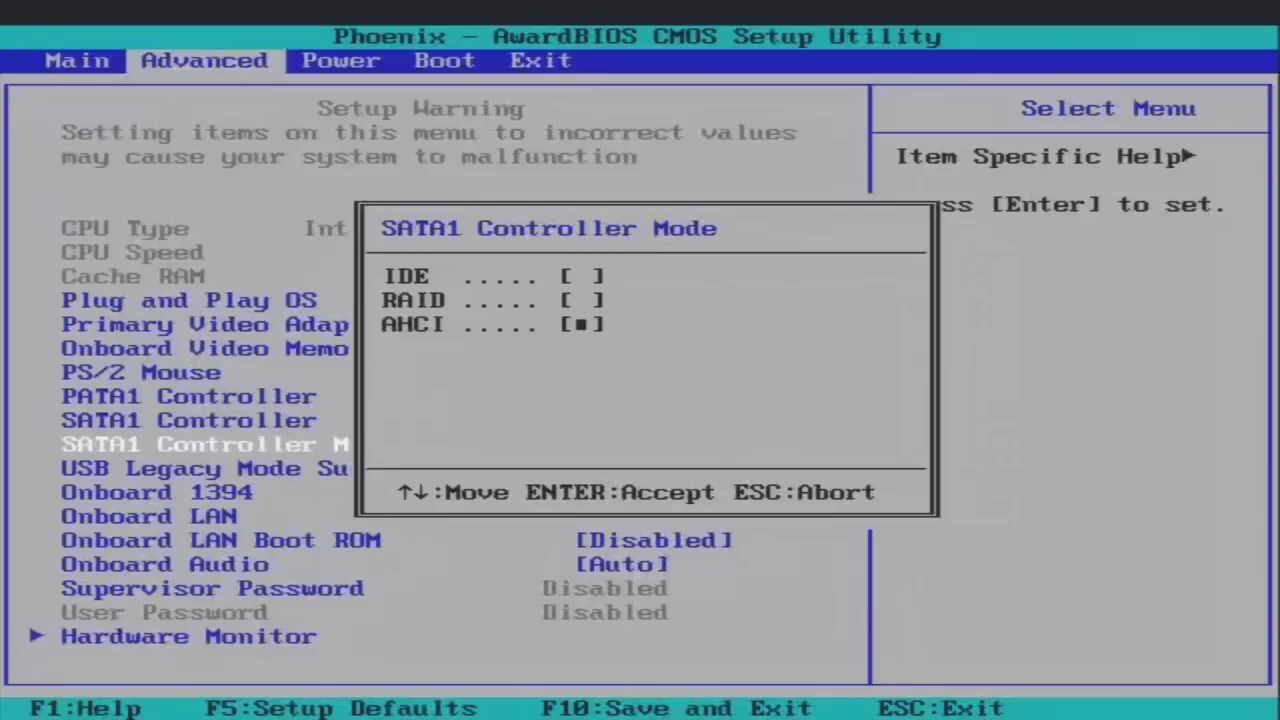 Phoenix - AwardBIOS CMOS Setup Utility
Main Advanced Power Boot Exit
Setup Warning
Setting items on this menu to incorrect values
may cause your system to malfunction
CPU Type Int
CPU Speed
Cache RAM
Plug and Play OS
Primary Video Adap
Onboard Video Memo
PS/2 Mouse
PATA1 Controller
SATA1 Controller
SATA1 Controller M
USB Legacy Mode Su
Onboard 1394
Onboard LAN
Onboard LAN Boot ROM [Disabled]
Onboard Audio [Auto]
Supervisor Password Disabled
User Password Disabled
▶ Hardware Monitor
SATA1 Controller Mode
IDE ..... [ ]
RAID ..... [ ]
AHCI ..... [■]
↑↓:Move ENTER:Accept ESC:Abort
Select Menu
Item Specific Help▶
ss [Enter] to set.
F1:Help F5:Setup Defaults F10:Save and Exit ESC:Exit